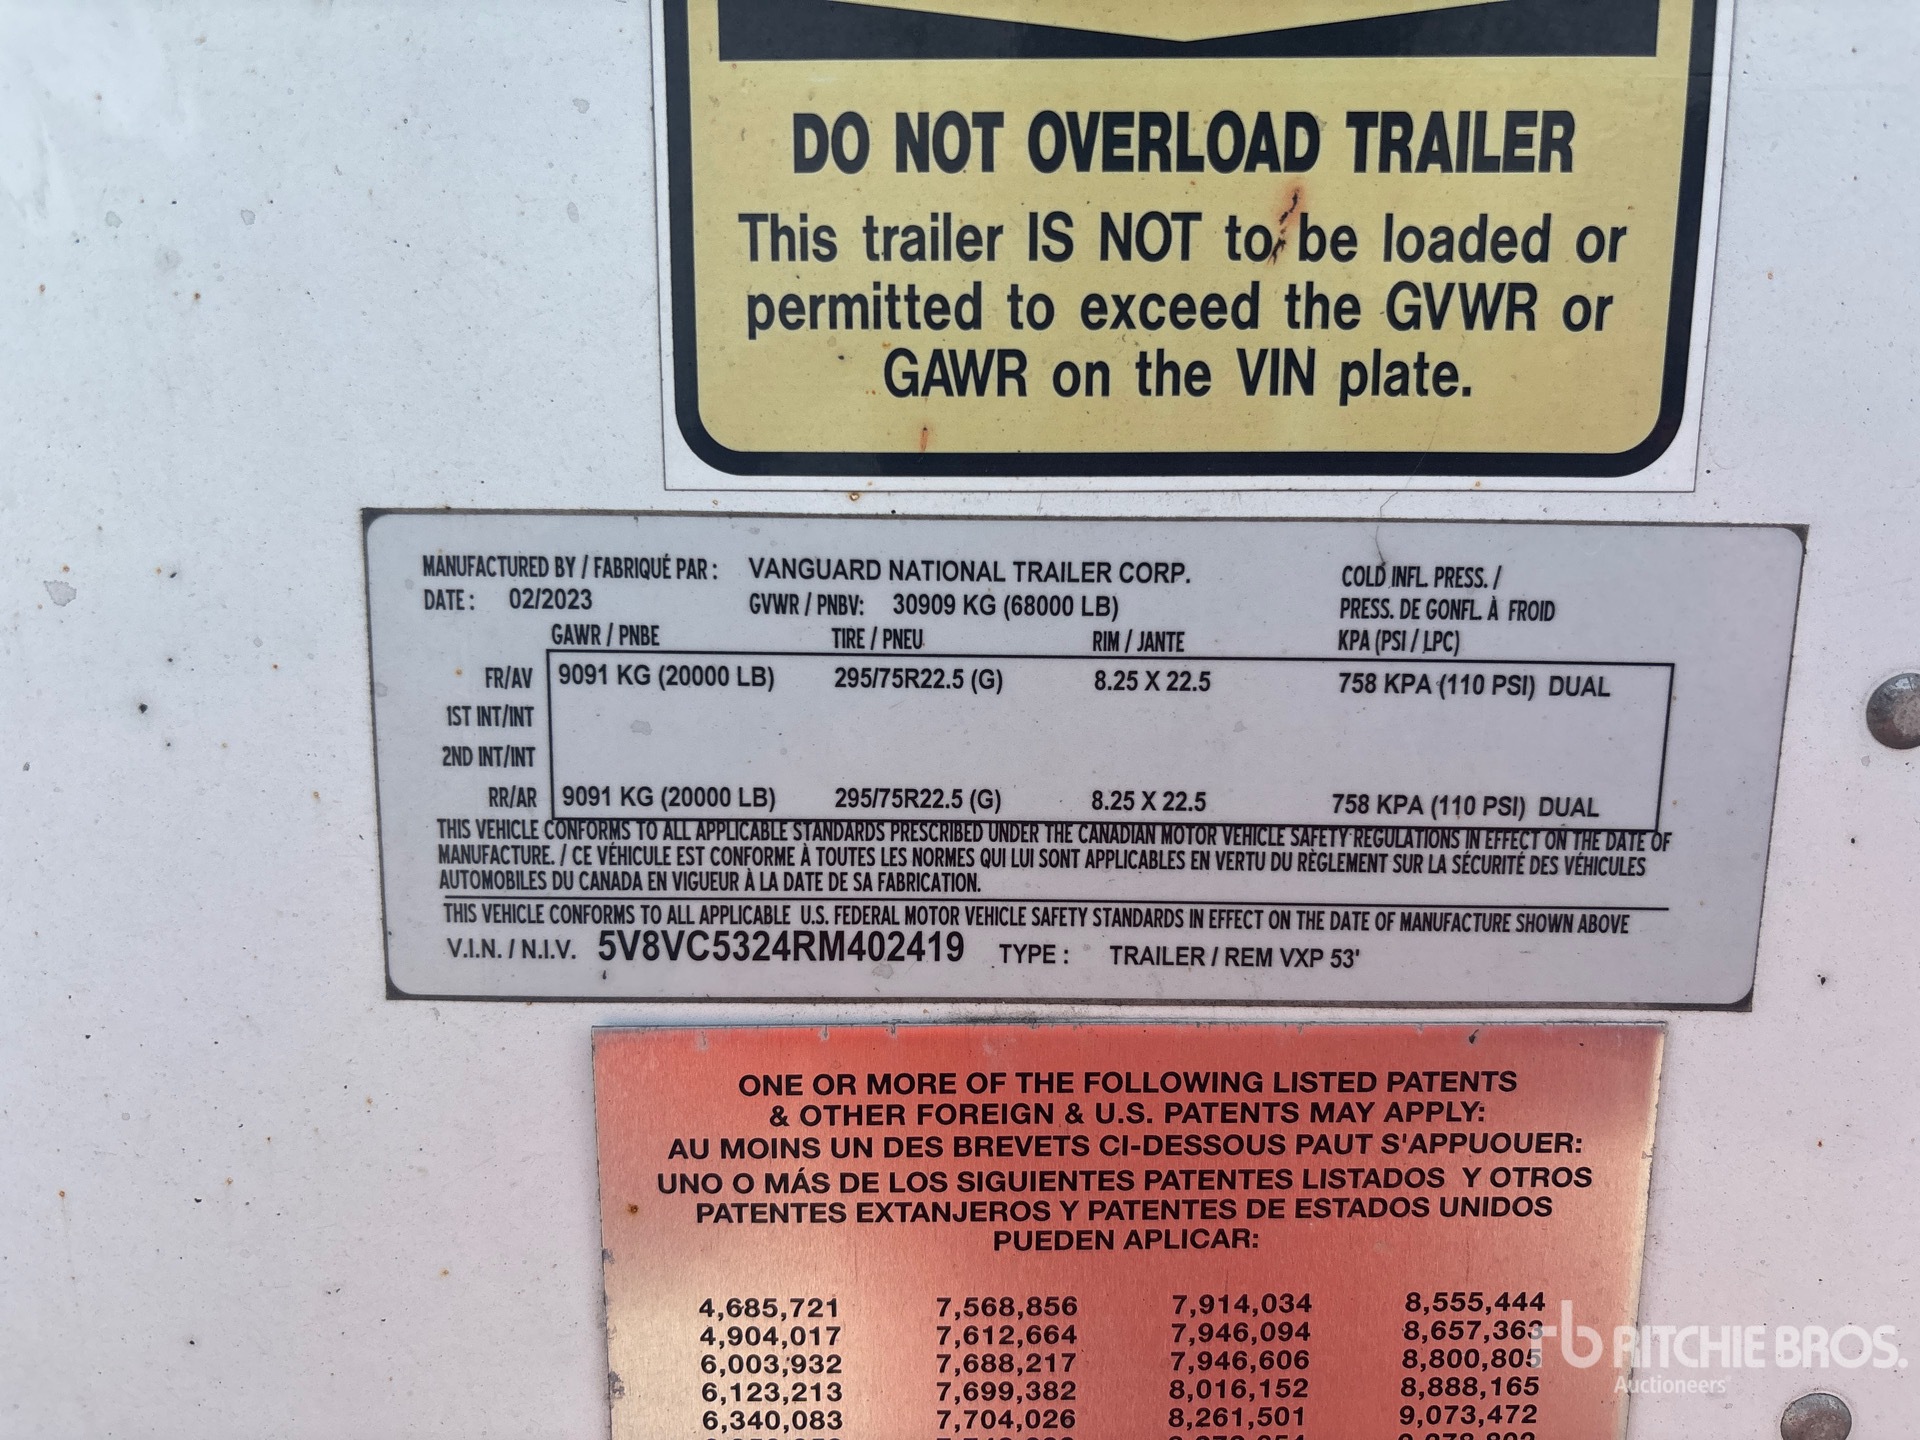 DO NOT OVERLOAD TRAILER
This trailer IS NOT to be loaded or
permitted to exceed the GVWR or
GAWR on the VIN plate.
MANUFACTURED BY / FABRIQUÉ PAR : VANGUARD NATIONAL TRAILER CORP. COLD INFL. PRESS. /
DATE : 02/2023 GVWR / PNBV: 30909 KG (68000 LB) PRESS. DE GONFL. À FROID
GAWR / PNBE TIRE / PNEU RIM / JANTE KPA (PSI / LPC)
FR/AV 9091 KG (20000 LB) 295/75R22.5 (G) 8.25 X 22.5 758 KPA (110 PSI) DUAL
1ST INT/INT
2ND INT/INT
RR/AR 9091 KG (20000 LB) 295/75R22.5 (G) 8.25 X 22.5 758 KPA (110 PSI) DUAL
THIS VEHICLE CONFORMS TO ALL APPLICABLE STANDARDS PRESCRIBED UNDER THE CANADIAN MOTOR VEHICLE SAFETY REGULATIONS IN EFFECT ON THE DATE OF
MANUFACTURE. / CE VÉHICULE EST CONFORME À TOUTES LES NORMES QUI LUI SONT APPLICABLES EN VERTU DU RÈGLEMENT SUR LA SÉCURITÉ DES VÉHICULES
AUTOMOBILES DU CANADA EN VIGUEUR À LA DATE DE SA FABRICATION.
THIS VEHICLE CONFORMS TO ALL APPLICABLE U.S. FEDERAL MOTOR VEHICLE SAFETY STANDARDS IN EFFECT ON THE DATE OF MANUFACTURE SHOWN ABOVE
V.I.N. / N.I.V. 5V8VC5324RM402419 TYPE : TRAILER / REM VXP 53'
ONE OR MORE OF THE FOLLOWING LISTED PATENTS
& OTHER FOREIGN & U.S. PATENTS MAY APPLY:
AU MOINS UN DES BREVETS CI-DESSOUS PAUT S'APPUOUER:
UNO O MÁS DE LOS SIGUIENTES PATENTES LISTADOS Y OTROS
PATENTES EXTANJEROS Y PATENTES DE ESTADOS UNIDOS
PUEDEN APLICAR:
4,685,721 7,568,856 7,914,034 8,555,444
4,904,017 7,612,664 7,946,094 8,657,363
6,003,932 7,688,217 7,946,606 8,800,805
6,123,213 7,699,382 8,016,152 8,888,165
6,340,083 7,704,026 8,261,501 9,073,472
rb RITCHIE BROS.
Auctioneers